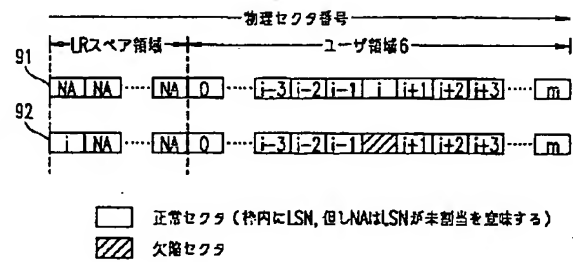 物理セクタ番号
LRスペア領域 ユーザ領域6
91
NA NA ‥‥ NA 0 ‥‥ i-3 i-2 i-1 i i+1 i+2 i+3 ‥‥ m
92
i NA ‥‥ NA 0 ‥‥ i-3 i-2 i-1 i+1 i+2 i+3 ‥‥ m
正常セクタ (枠内にLSN, 但しNAはLSNが未割当を意味する)
欠陥セクタ